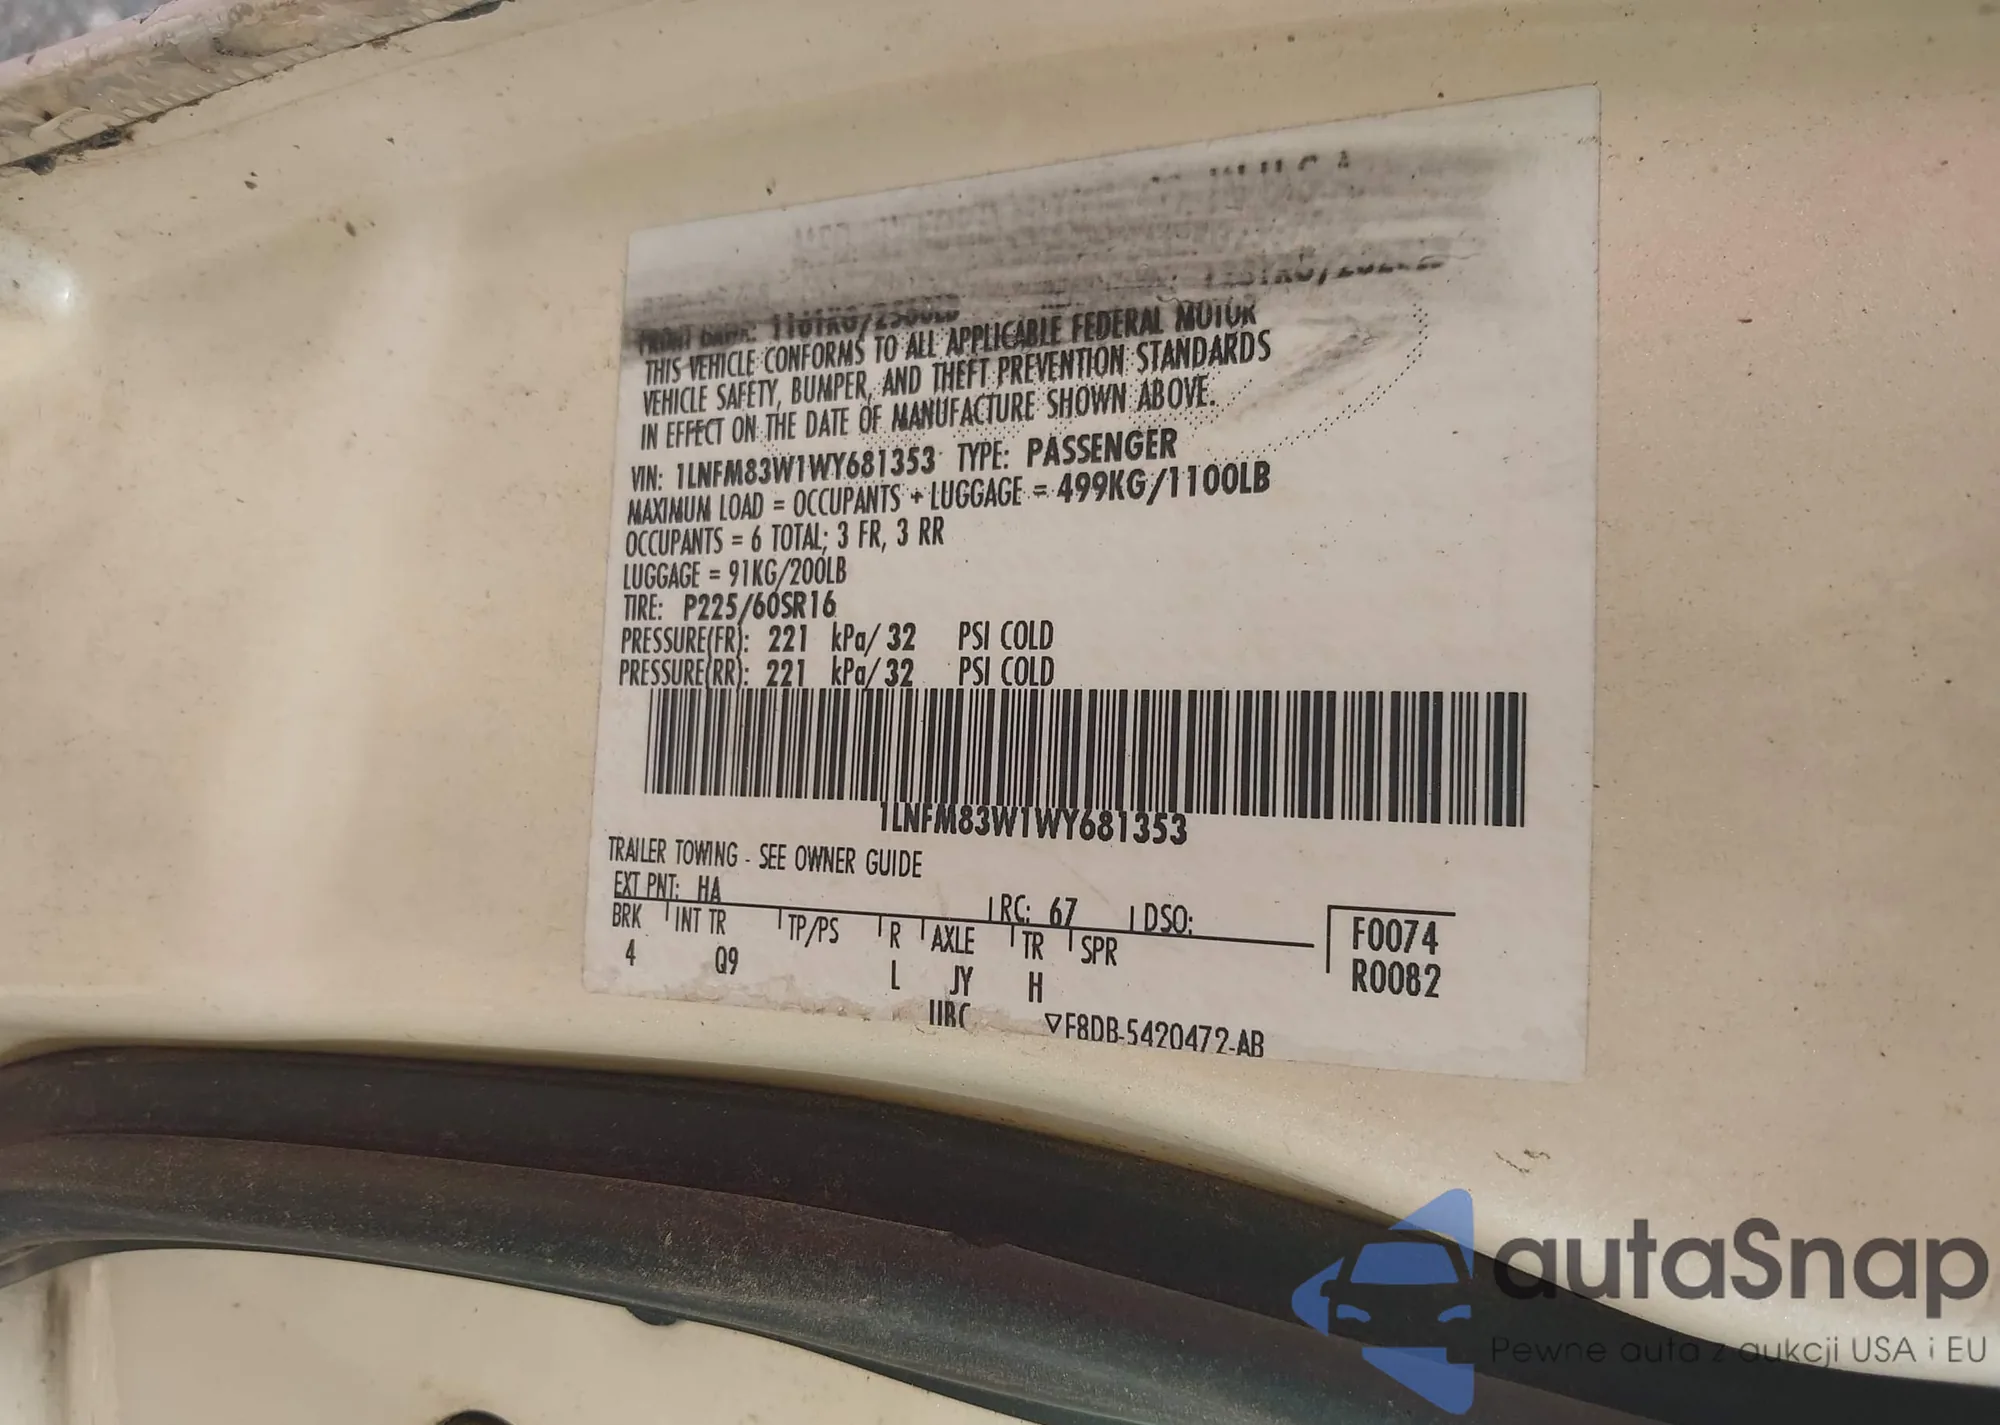 THIS VEHICLE CONFORMS TO ALL APPLICABLE FEDERAL MOTOR
VEHICLE SAFETY, BUMPER, AND THEFT PREVENTION STANDARDS
IN EFFECT ON THE DATE OF MANUFACTURE SHOWN ABOVE.
VIN: 1LNFM83W1WY681353 TYPE: PASSENGER
MAXIMUM LOAD = OCCUPANTS + LUGGAGE = 499KG/1100LB
OCCUPANTS = 6 TOTAL; 3 FR, 3 RR
LUGGAGE = 91KG/200LB
TIRE: P225/60SR16
PRESSURE(FR): 221 kPa/ 32 PSI COLD
PRESSURE(RR): 221 kPa/ 32 PSI COLD
1LNFM83W1WY681353
TRAILER TOWING - SEE OWNER GUIDE
EXT PNT: HA RC: 67 DSO:
BRK INT TR TP/PS R AXLE TR SPR
4 Q9 L JY H
F0074
R0082
▽F8DB-5420472-AB
autaSnap
Pewne auta z aukcji USA i EU